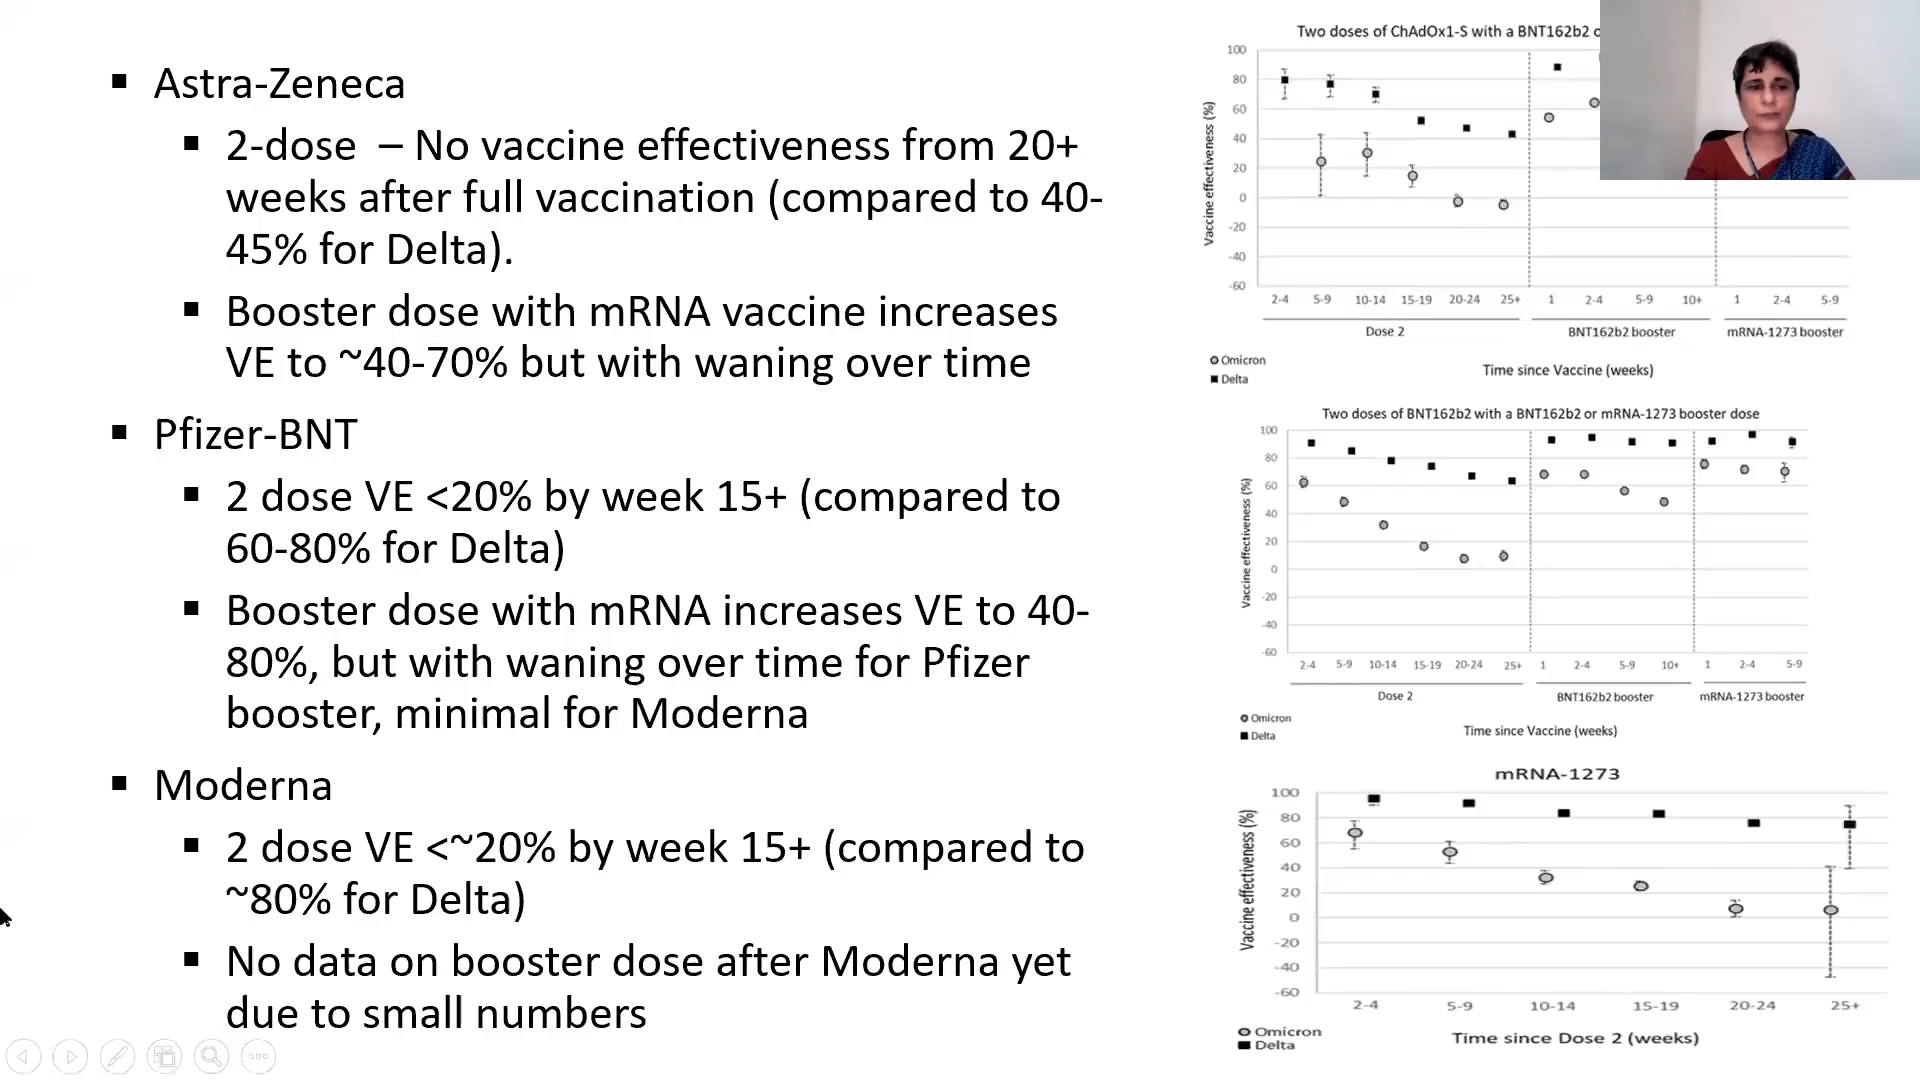 ▪ Astra-Zeneca
▪ 2-dose – No vaccine effectiveness from 20+
weeks after full vaccination (compared to 40-
45% for Delta).
▪ Booster dose with mRNA vaccine increases
VE to ~40-70% but with waning over time
▪ Pfizer-BNT
▪ 2 dose VE <20% by week 15+ (compared to
60-80% for Delta)
▪ Booster dose with mRNA increases VE to 40-
80%, but with waning over time for Pfizer
booster, minimal for Moderna
▪ Moderna
▪ 2 dose VE <~20% by week 15+ (compared to
~80% for Delta)
▪ No data on booster dose after Moderna yet
due to small numbers
Two doses of ChAdOx1-S with a BNT162b2
Vaccine effectiveness (%)
100
80
60
40
20
0
-20
-40
-60
2-4 5-9 10-14 15-19 20-24 25+ 1 2-4 5-9 10+ 1 2-4 5-9
Dose 2 BNT162b2 booster mRNA-1273 booster
Omicron
Delta
Time since Vaccine (weeks)
Two doses of BNT162b2 with a BNT162b2 or mRNA-1273 booster dose
Vaccine effectiveness (%)
100
80
60
40
20
0
-20
-40
-60
2-4 5-9 10-14 15-19 20-24 25+ 1 2-4 5-9 10+ 1 2-4 5-9
Dose 2 BNT162b2 booster mRNA-1273 booster
Omicron
Delta
Time since Vaccine (weeks)
mRNA-1273
Vaccine effectiveness (%)
100
80
60
40
20
0
-20
-40
-60
2-4 5-9 10-14 15-19 20-24 25+
Omicron
Delta
Time since Dose 2 (weeks)